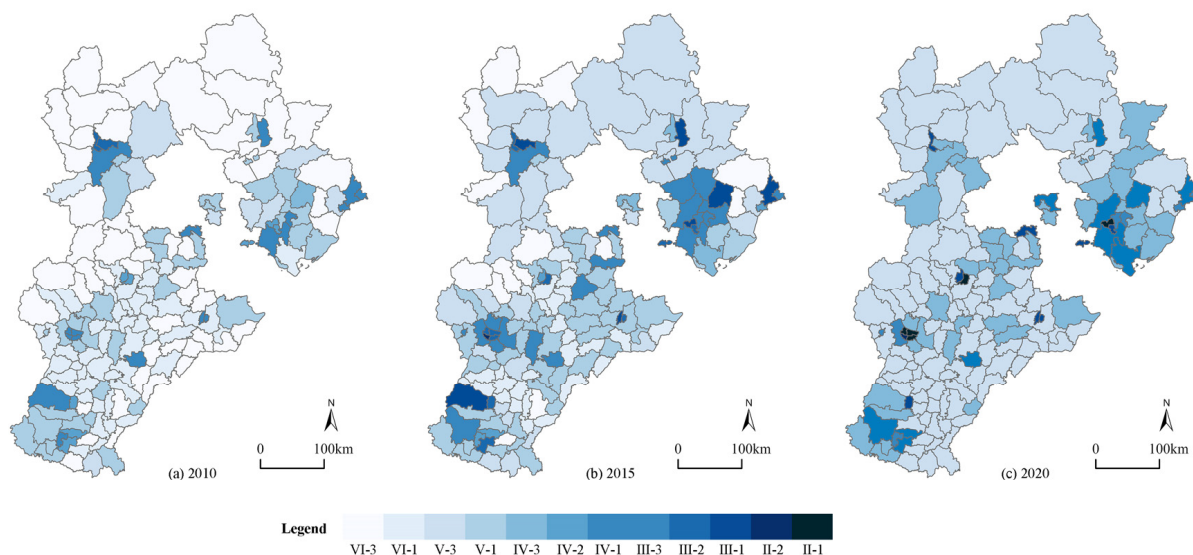 N
0 100km
(a) 2010
N
0 100km
(b) 2015
N
0 100km
(c) 2020
Legend
VI-3 VI-1 V-3 V-1 IV-3 IV-2 IV-1 III-3 III-2 III-1 II-2 II-1